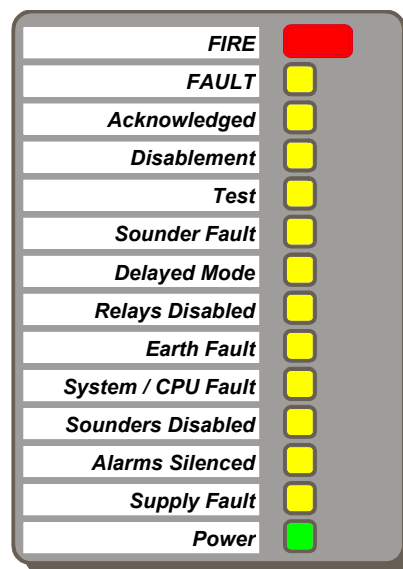 FIRE
FAULT
Acknowledged
Disablement
Test
Sounder Fault
Delayed Mode
Relays Disabled
Earth Fault
System / CPU Fault
Sounders Disabled
Alarms Silenced
Supply Fault
Power